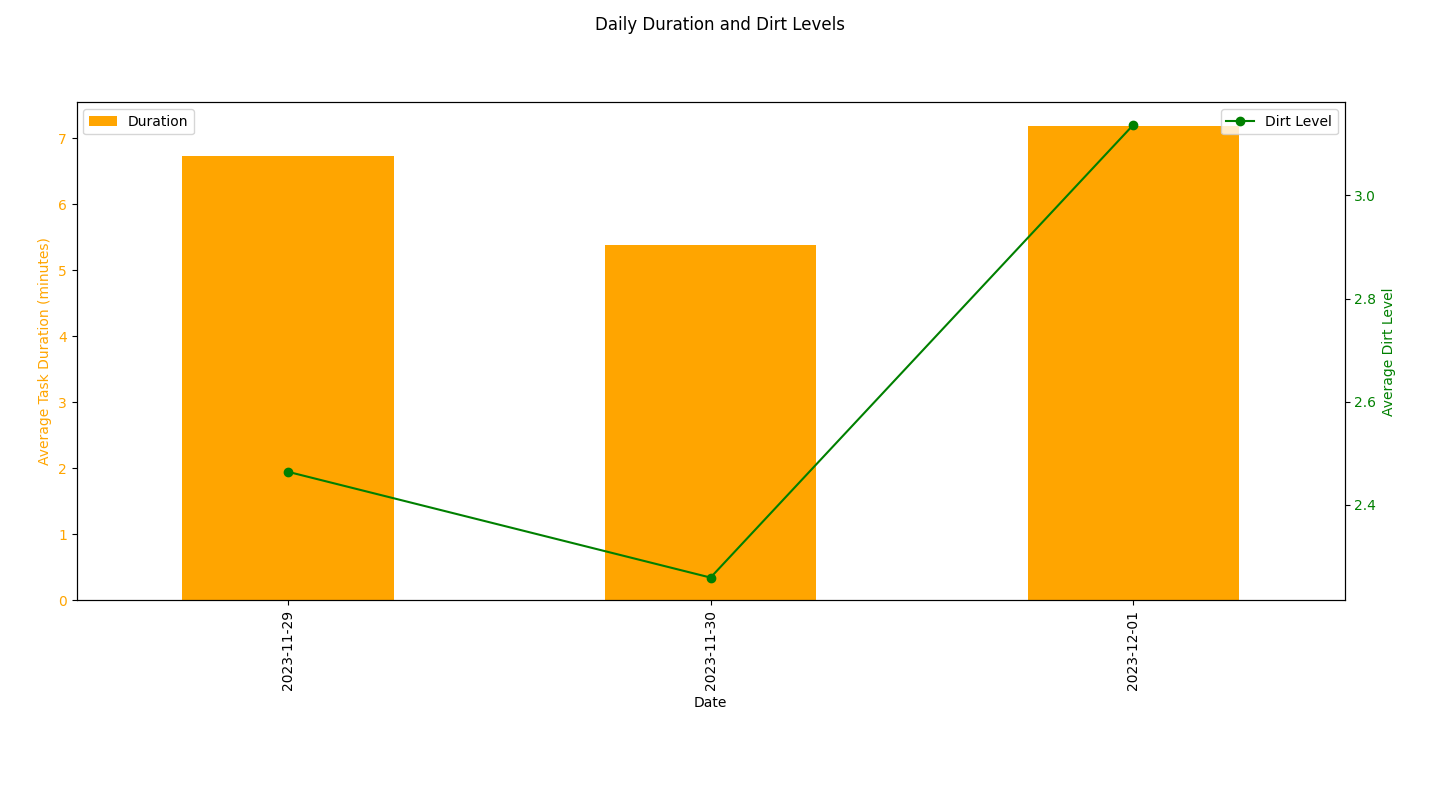 Daily Duration and Dirt Levels
Duration
Dirt Level
7
6
5
4
3
2
1
0
Average Task Duration (minutes)
3.0
2.8
2.6
2.4
Average Dirt Level
2023-11-29
2023-11-30
2023-12-01
Date